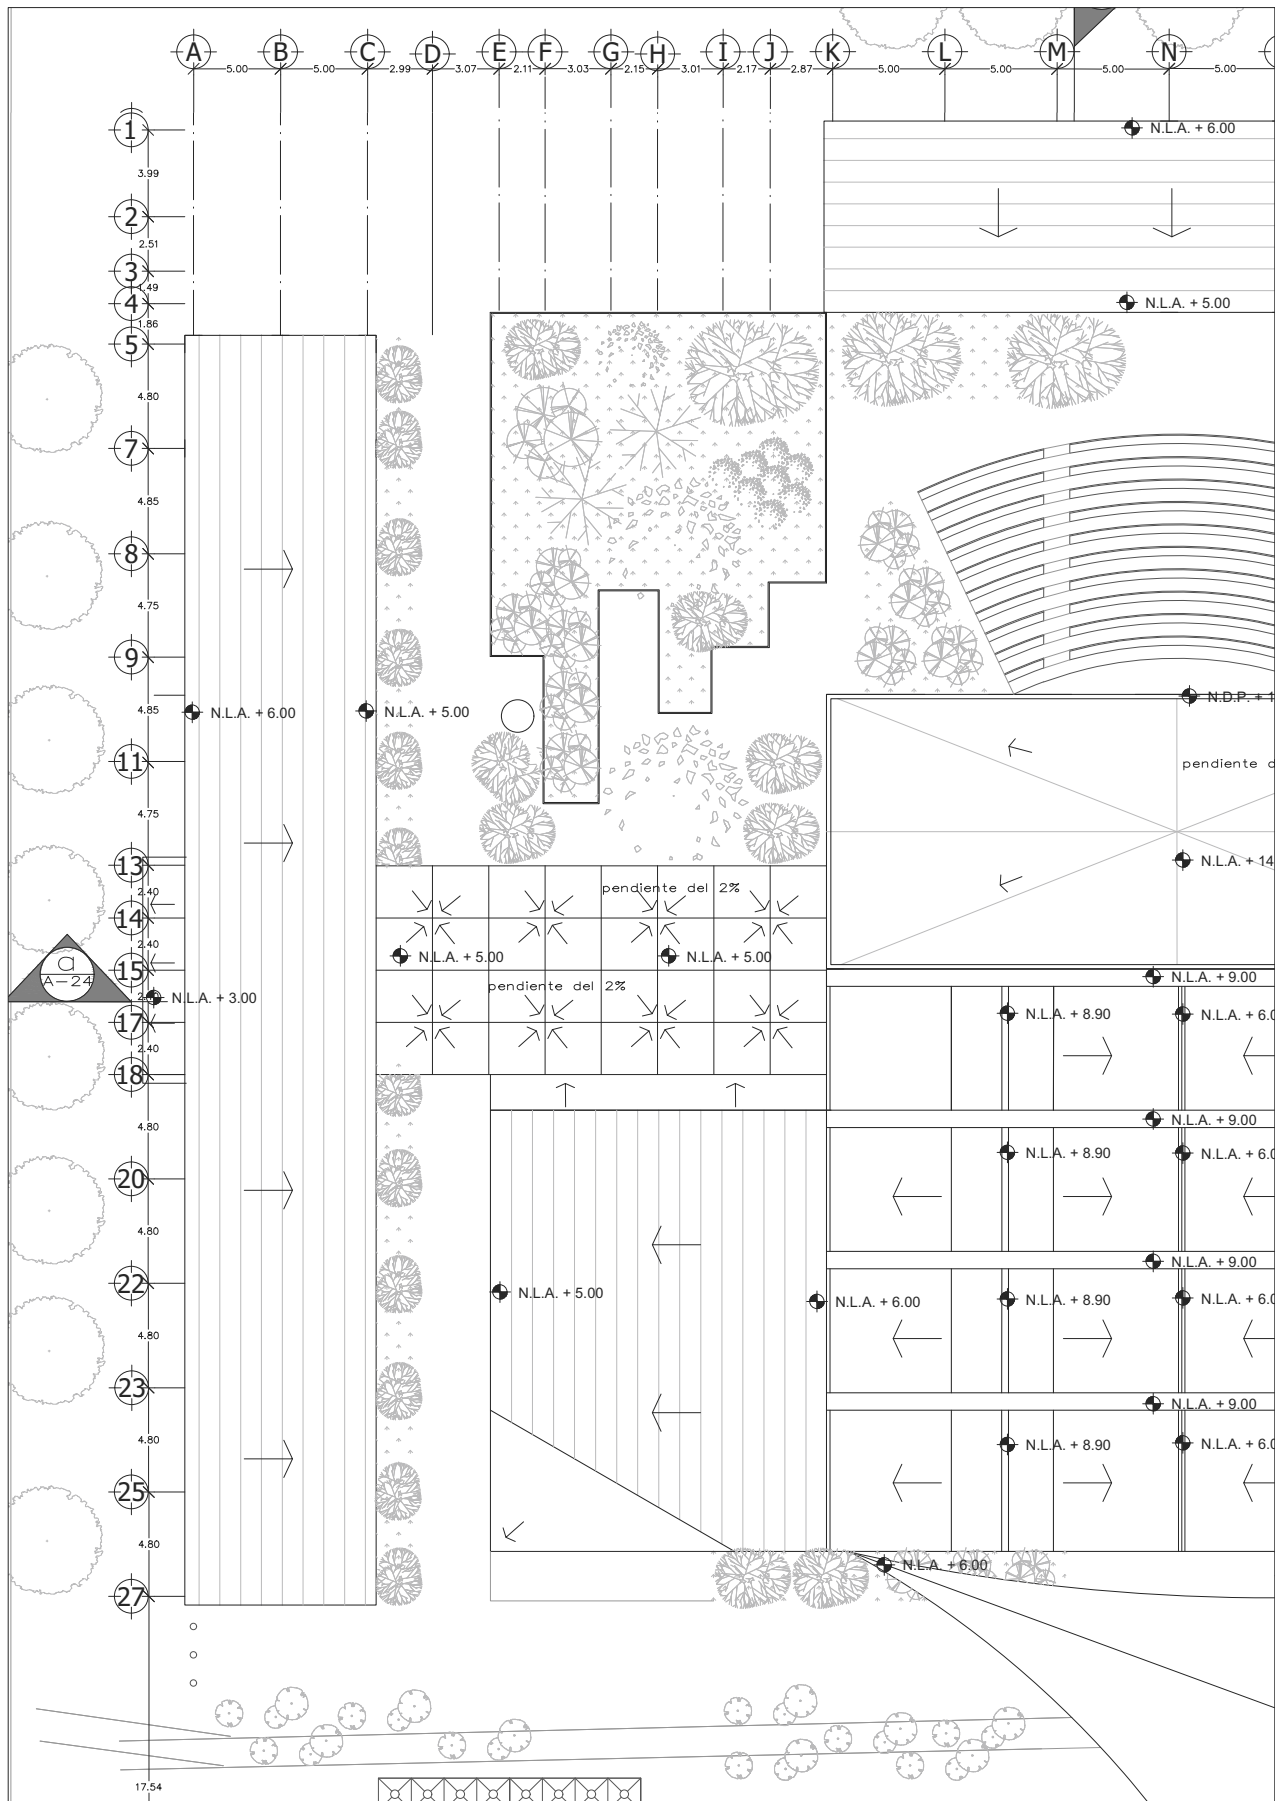 A B C D E F G H I J K L M N
5.00 5.00 2.99 3.07 2.11 3.03 2.15 3.01 2.17 2.87 5.00 5.00 5.00 5.00
1
N.L.A. + 6.00
3.99
2
2.51
3
1.49
4
N.L.A. + 5.00
1.86
5
4.80
7
4.85
8
4.75
9
N.D.P. + 1
4.85
N.L.A. + 6.00
N.L.A. + 5.00
11
pendiente d
4.75
13
N.L.A. + 14
2.40
pendiente del 2%
14
2.40
N.L.A. + 5.00
N.L.A. + 5.00
a
A-24
15
N.L.A. + 9.00
pendiente del 2%
N.L.A. + 3.00
N.L.A. + 8.90
N.L.A. + 6.0
17
2.40
18
4.80
N.L.A. + 9.00
N.L.A. + 8.90
N.L.A. + 6.0
20
4.80
N.L.A. + 9.00
22
N.L.A. + 5.00
N.L.A. + 6.00
N.L.A. + 8.90
N.L.A. + 6.0
4.80
23
N.L.A. + 9.00
4.80
N.L.A. + 8.90
N.L.A. + 6.0
25
4.80
N.L.A. + 6.00
27
17.54